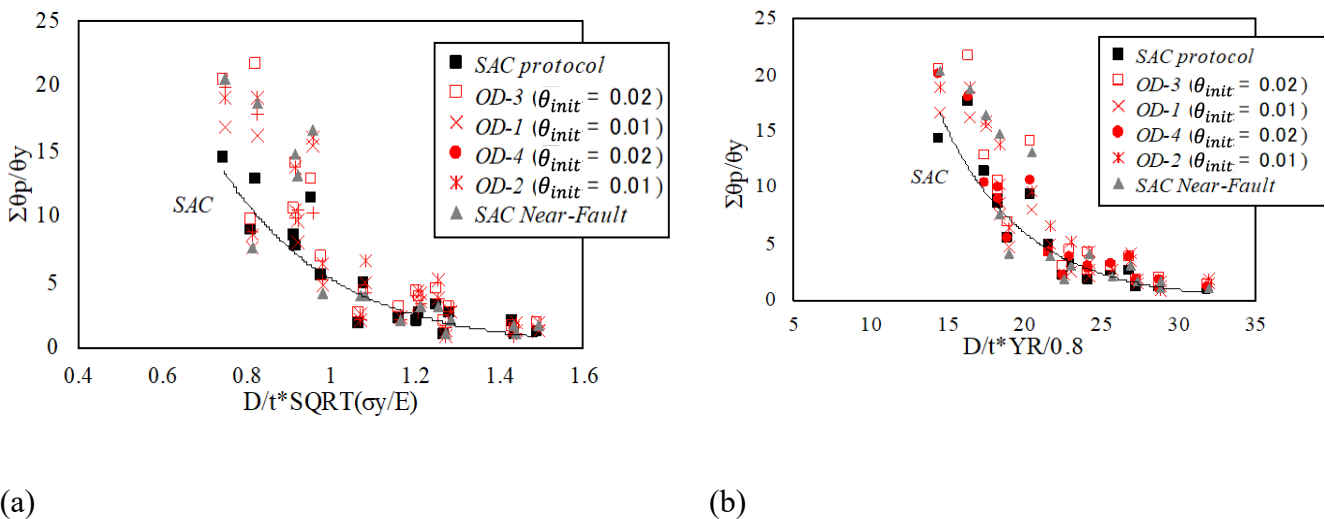 25
20
15
10
5
0
Σθp/θy
SAC protocol
OD-3 (θinit = 0.02)
OD-1 (θinit = 0.01)
OD-4 (θinit = 0.02)
OD-2 (θinit = 0.01)
SAC Near-Fault
SAC
0.4 0.6 0.8 1 1.2 1.4 1.6
D/t*SQRT(σy/E)
(a)
25
20
15
10
5
0
Σθp/θy
SAC protocol
OD-3 (θinit = 0.02)
OD-1 (θinit = 0.01)
OD-4 (θinit = 0.02)
OD-2 (θinit = 0.01)
SAC Near-Fault
SAC
5 10 15 20 25 30 35
D/t*YR/0.8
(b)